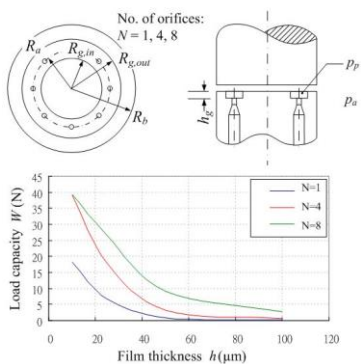 No. of orifices:
N = 1, 4, 8
R_a
R_g,in
R_g,out
R_b
h_g
p_p
p_a
Load capacity W (N)
45
40
35
30
25
20
15
10
5
0
N=1
N=4
N=8
0 20 40 60 80 100 120
Film thickness h(μm)